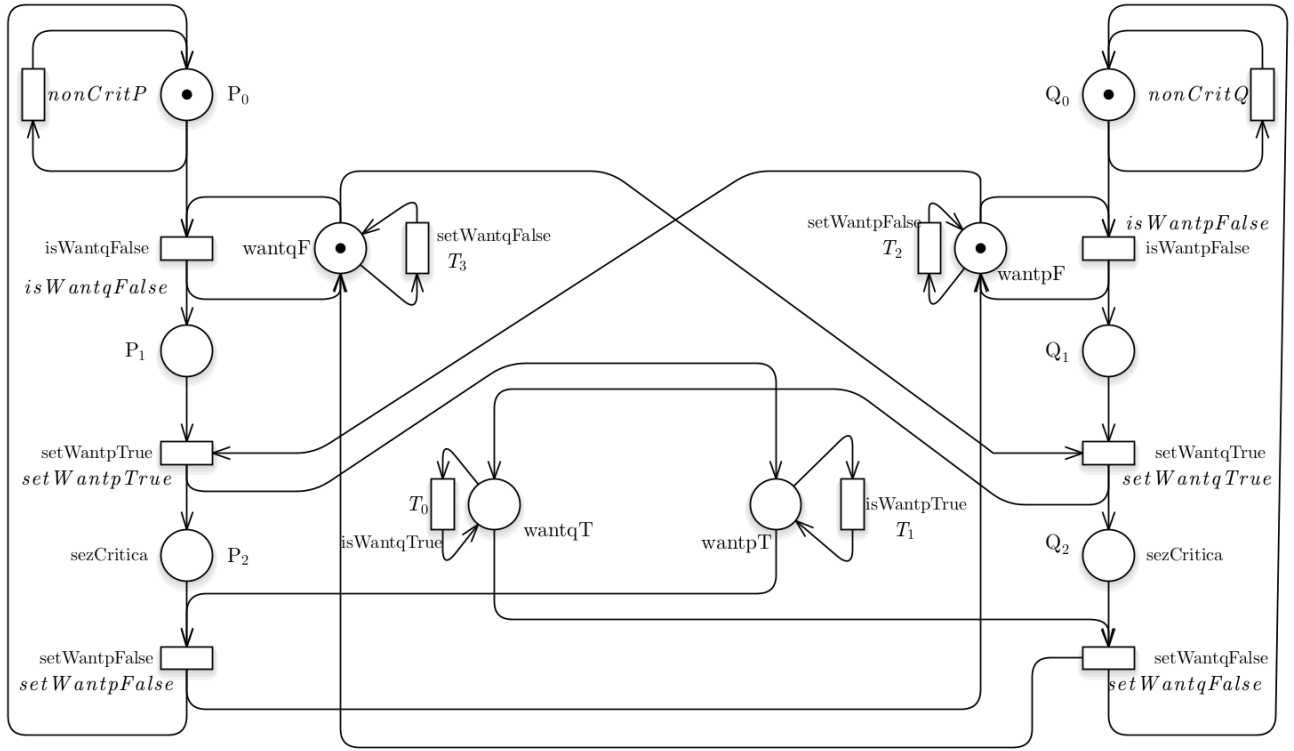 nonCritP
P0
Q0
nonCritQ
isWantqFalse
isWantqFalse
wantqF
setWantqFalse
T3
setWantpFalse
T2
wantpF
isWantpFalse
isWantpFalse
P1
Q1
setWantpTrue
setWantpTrue
setWantqTrue
setWantqTrue
T0
isWantqTrue
wantqT
wantpT
isWantpTrue
T1
sezCritica
P2
Q2
sezCritica
setWantpFalse
setWantpFalse
setWantqFalse
setWantqFalse